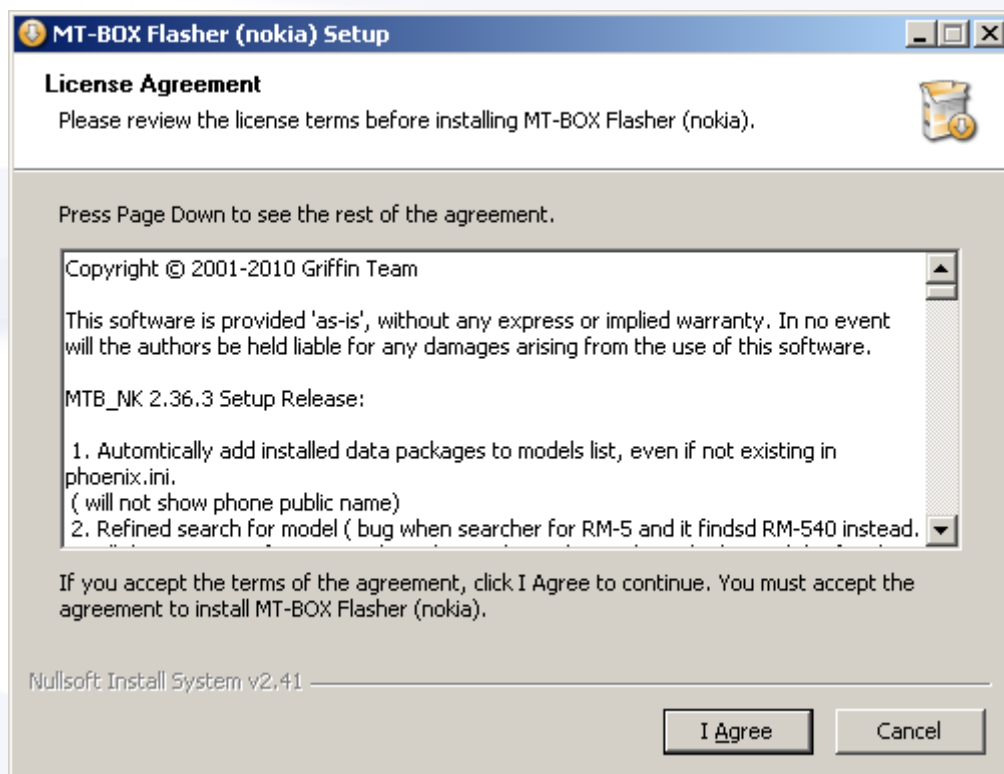 MT-BOX Flasher (nokia) Setup
License Agreement
Please review the license terms before installing MT-BOX Flasher (nokia).
Press Page Down to see the rest of the agreement.
Copyright © 2001-2010 Griffin Team
This software is provided 'as-is', without any express or implied warranty. In no event
will the authors be held liable for any damages arising from the use of this software.
MTB_NK 2.36.3 Setup Release:
1. Automtically add installed data packages to models list, even if not existing in
phoenix.ini.
( will not show phone public name)
2. Refined search for model ( bug when searcher for RM-5 and it findsd RM-540 instead.
If you accept the terms of the agreement, click I Agree to continue. You must accept the
agreement to install MT-BOX Flasher (nokia).
Nullsoft Install System v2.41
I Agree
Cancel